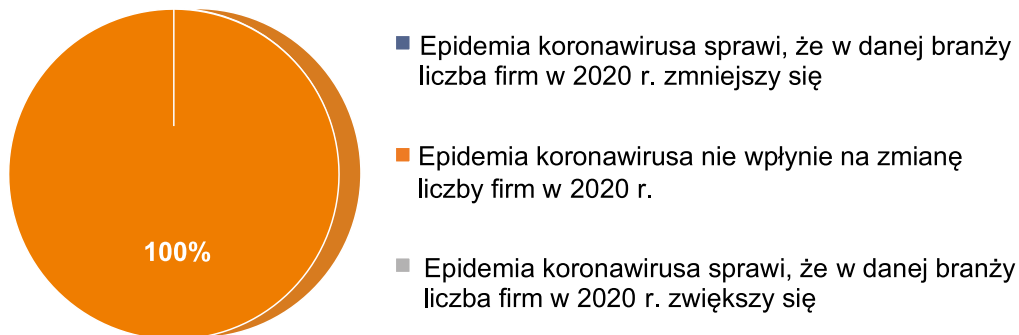 Epidemia koronawirusa sprawi, że w danej branży
liczba firm w 2020 r. zmniejszy się
Epidemia koronawirusa nie wpłynie na zmianę
liczby firm w 2020 r.
100%
Epidemia koronawirusa sprawi, że w danej branży
liczba firm w 2020 r. zwiększy się